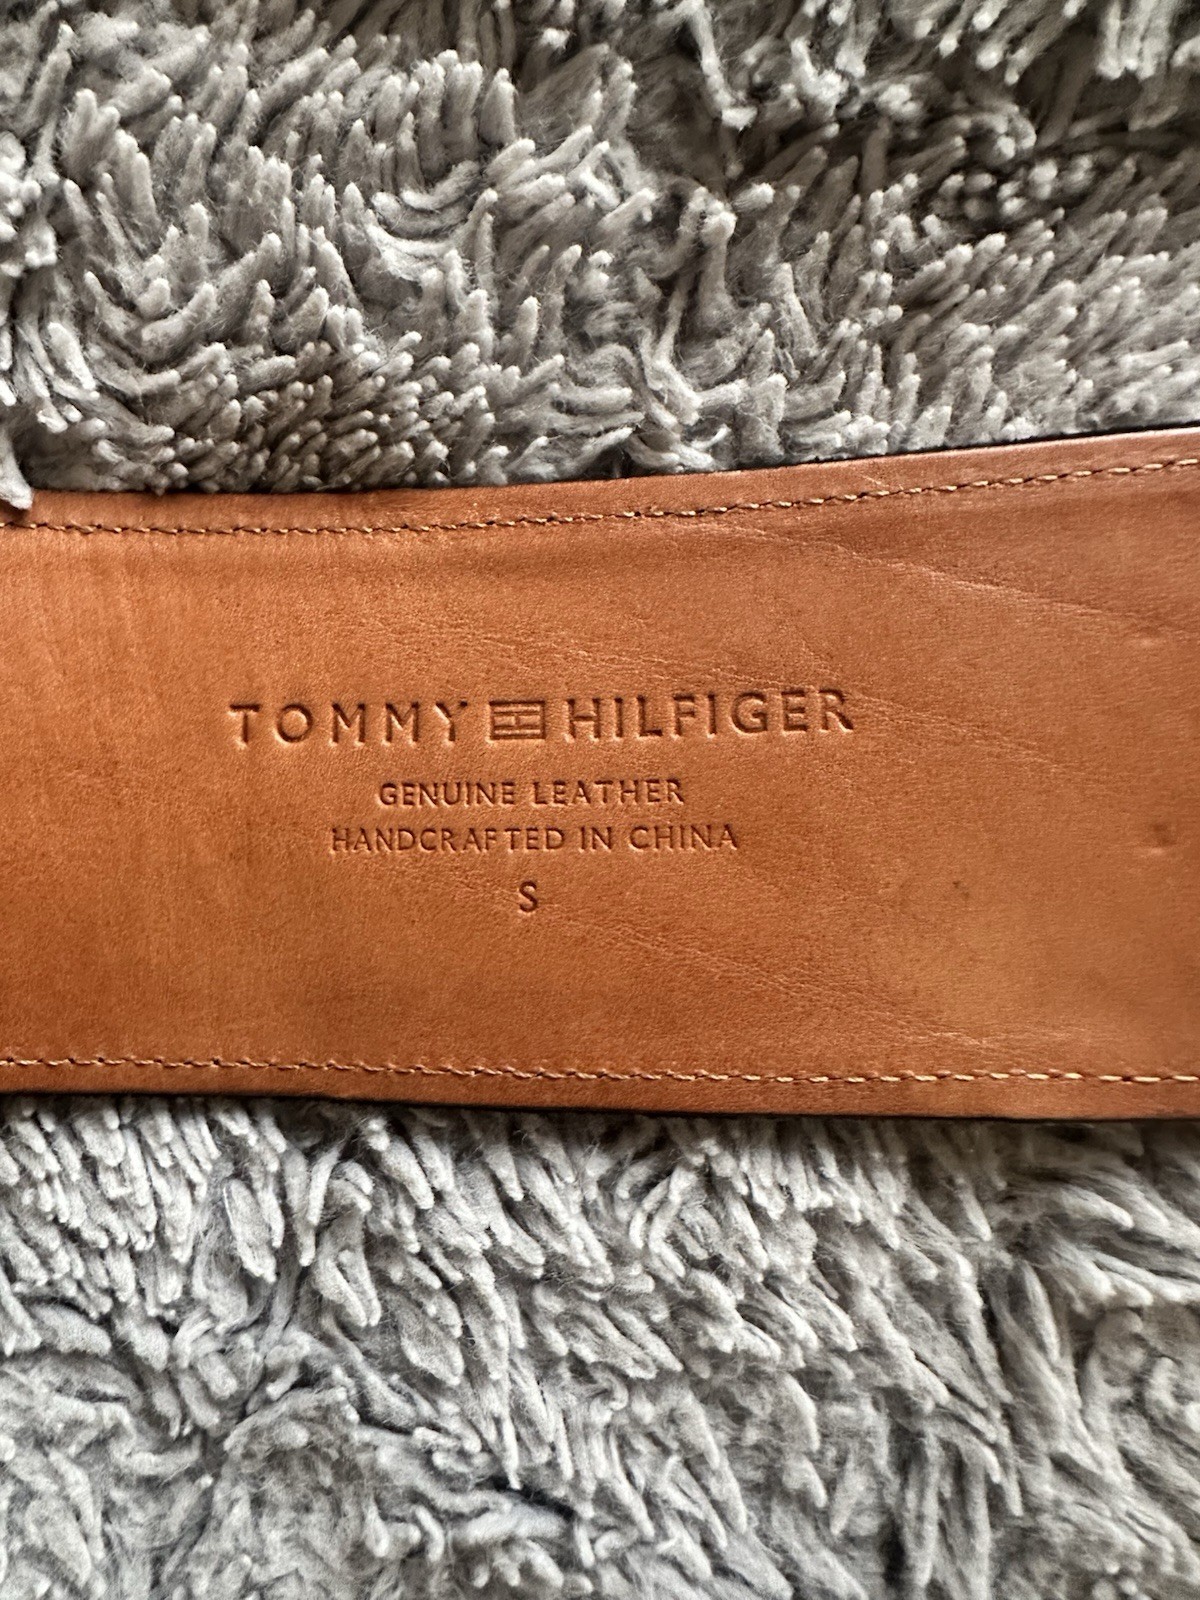 TOMMY HILFIGER
GENUINE LEATHER
HANDCRAFTED IN CHINA
S